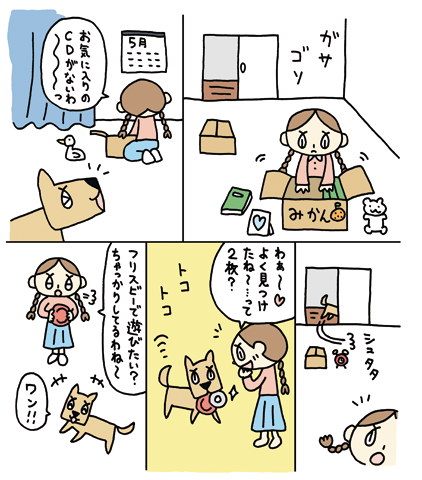 ガサ
ゴソ
みかん
5月
お気に入りの
CDがないわ
〜っ
シュタタ
わぁ〜♡
よく見つけ
たね〜…って
2枚？
トコ
トコ
フリスビーで遊びたい？
ちゃっかりしてるわね〜
ワン!!